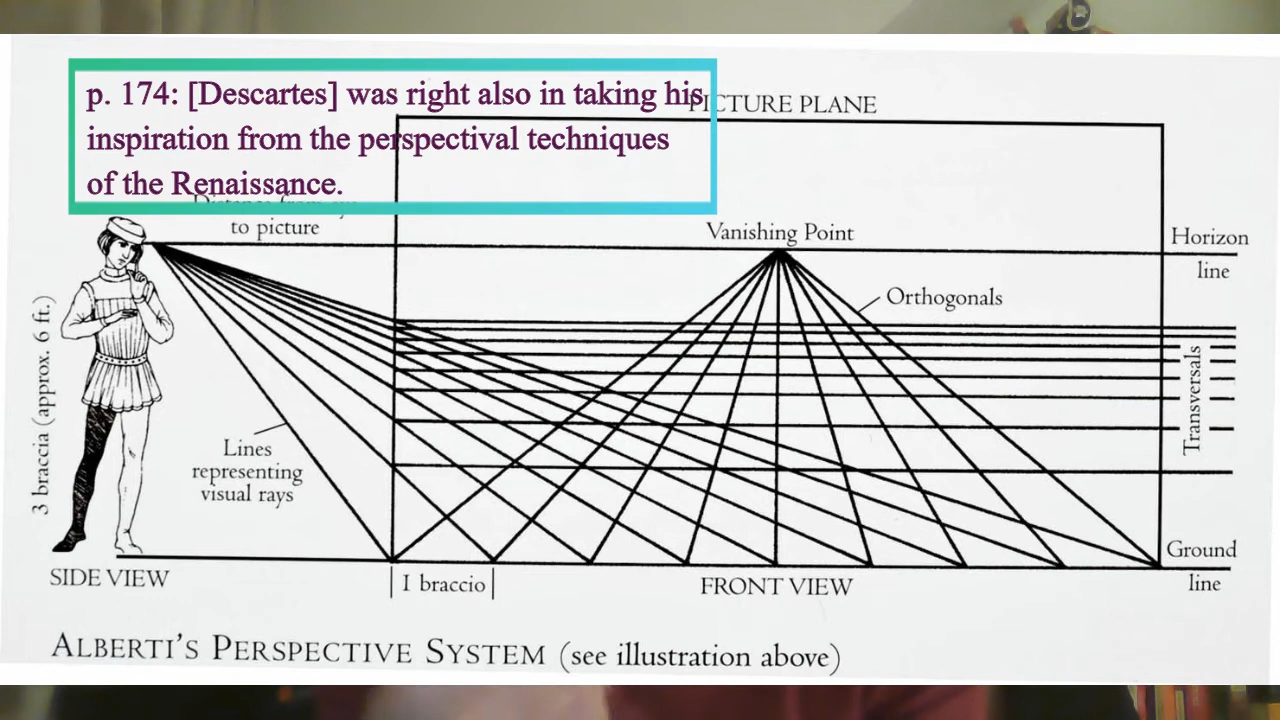 p. 174: [Descartes] was right also in taking his
inspiration from the perspectival techniques
of the Renaissance.
PICTURE PLANE
to picture
Vanishing Point
Horizon
line
Orthogonals
Transversals
3 braccia (approx. 6 ft.)
Lines
representing
visual rays
Ground
line
SIDE VIEW
1 braccio
FRONT VIEW
ALBERTI'S PERSPECTIVE SYSTEM (see illustration above)